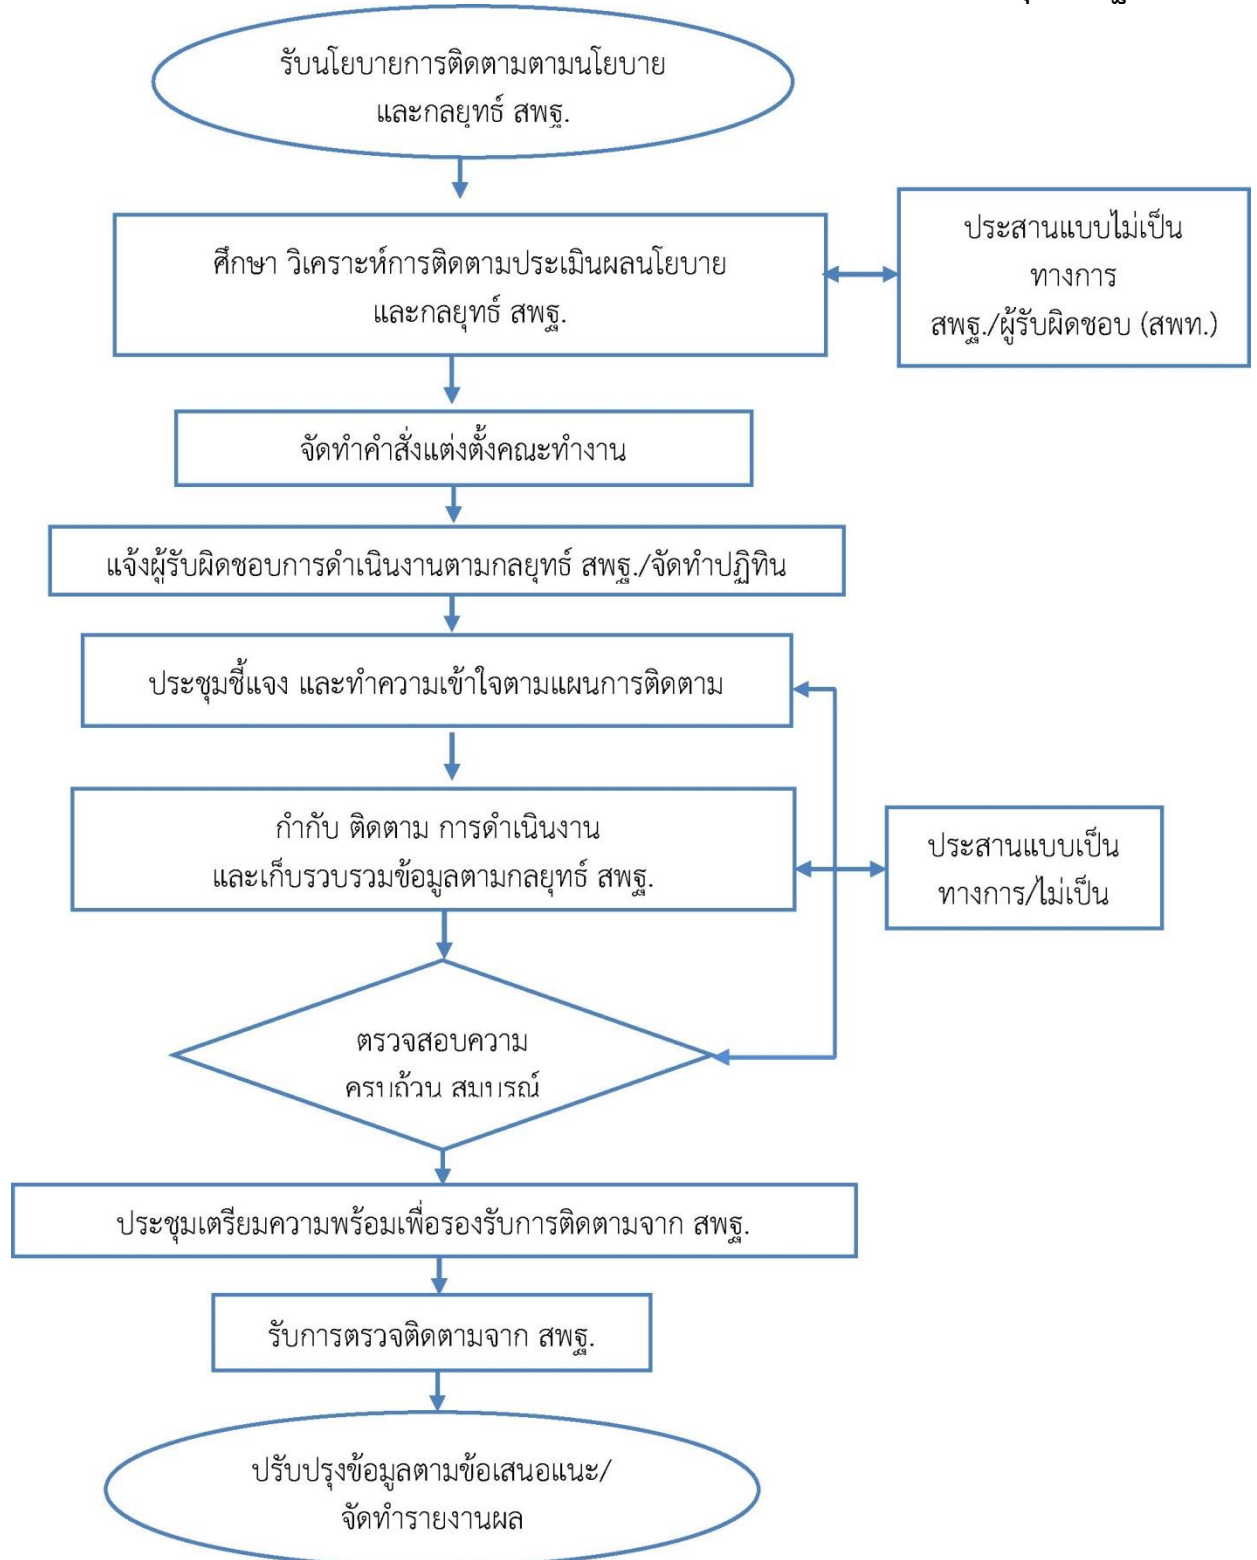 รับนโยบายการติดตามตามนโยบาย
และกลยุทธ์ สพฐ.
ศึกษา วิเคราะห์การติดตามประเมินผลนโยบาย
และกลยุทธ์ สพฐ.
ประสานแบบไม่เป็น
ทางการ
สพฐ./ผู้รับผิดชอบ (สพท.)
จัดทำคำสั่งแต่งตั้งคณะทำงาน
แจ้งผู้รับผิดชอบการดำเนินงานตามกลยุทธ์ สพฐ./จัดทำปฏิทิน
ประชุมชี้แจง และทำความเข้าใจตามแผนการติดตาม
กำกับ ติดตาม การดำเนินงาน
และเก็บรวบรวมข้อมูลตามกลยุทธ์ สพฐ.
ประสานแบบเป็น
ทางการ/ไม่เป็น
ตรวจสอบความ
ครบถ้วน สมบูรณ์
ประชุมเตรียมความพร้อมเพื่อรองรับการติดตามจาก สพฐ.
รับการตรวจติดตามจาก สพฐ.
ปรับปรุงข้อมูลตามข้อเสนอแนะ/
จัดทำรายงานผล